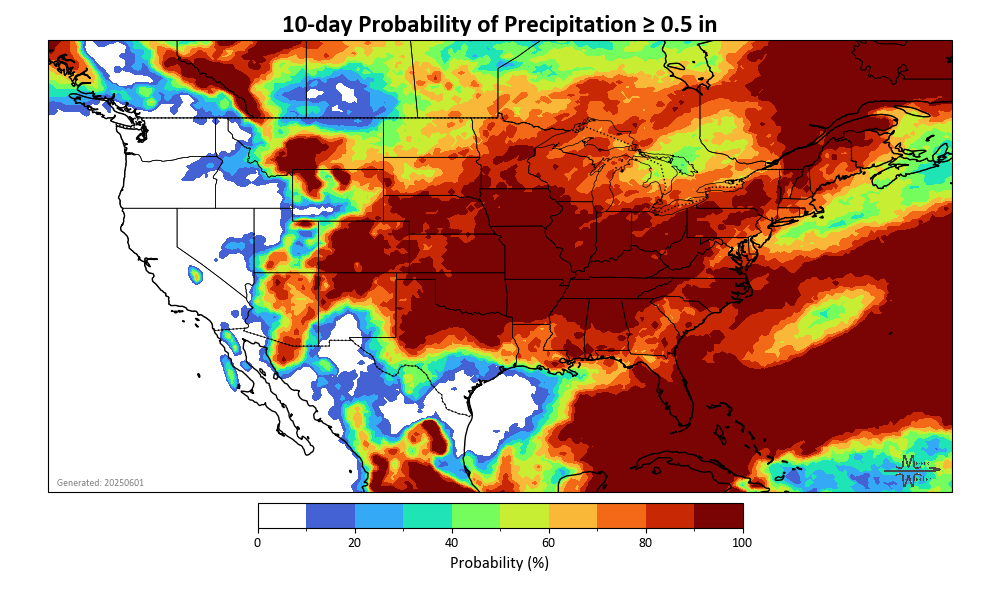 10-day Probability of Precipitation ≥ 0.5 in
Generated: 20250601
0 20 40 60 80 100
Probability (%)